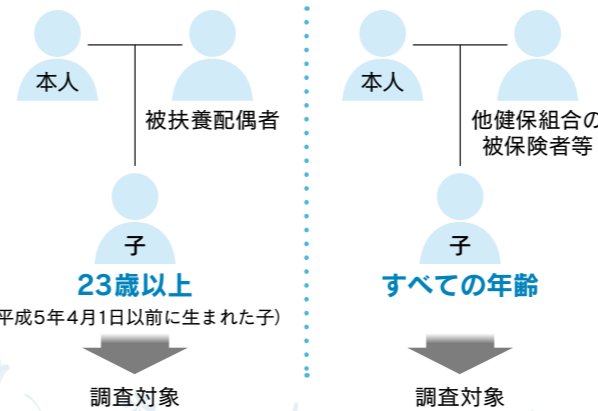 本人
被扶養配偶者
子
23歳以上
平成5年4月1日以前に生まれた子）
調査対象
本人
他健保組合の
被保険者等
子
すべての年齢
調査対象